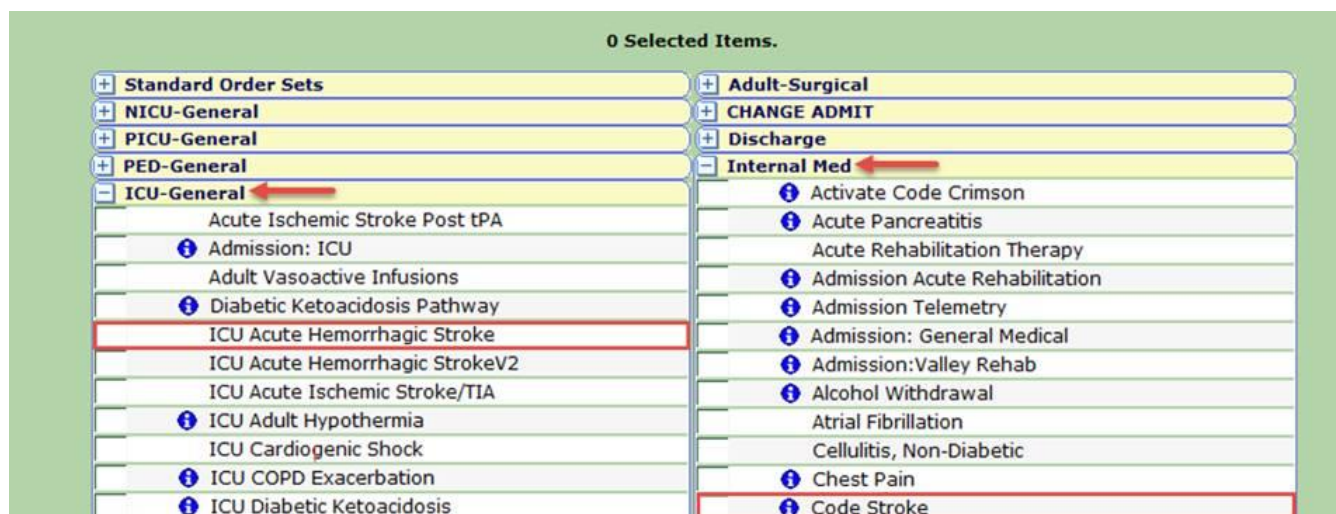 0 Selected Items.
Standard Order Sets
NICU-General
PICU-General
PED-General
ICU-General
Acute Ischemic Stroke Post tPA
Admission: ICU
Adult Vasoactive Infusions
Diabetic Ketoacidosis Pathway
ICU Acute Hemorrhagic Stroke
ICU Acute Hemorrhagic StrokeV2
ICU Acute Ischemic Stroke/TIA
ICU Adult Hypothermia
ICU Cardiogenic Shock
ICU COPD Exacerbation
ICU Diabetic Ketoacidosis
Adult-Surgical
CHANGE ADMIT
Discharge
Internal Med
Activate Code Crimson
Acute Pancreatitis
Acute Rehabilitation Therapy
Admission Acute Rehabilitation
Admission Telemetry
Admission: General Medical
Admission:Valley Rehab
Alcohol Withdrawal
Atrial Fibrillation
Cellulitis, Non-Diabetic
Chest Pain
Code Stroke